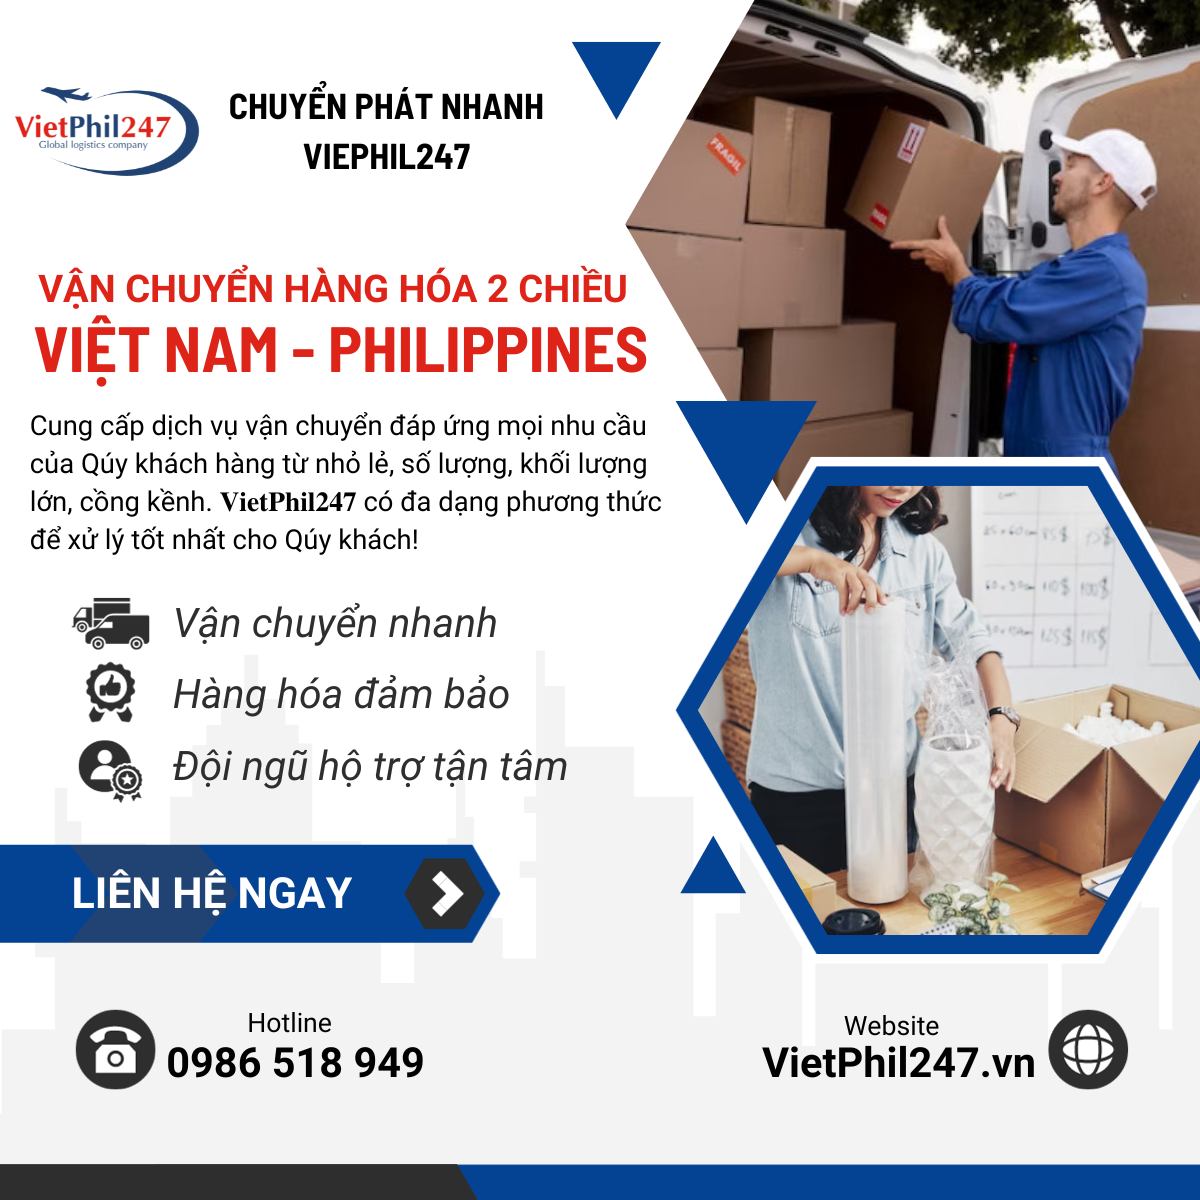 VietPhil247
Global logistics company
CHUYỂN PHÁT NHANH
VIEPHIL247
FRAGIL
VẬN CHUYỂN HÀNG HÓA 2 CHIỀU
VIỆT NAM - PHILIPPINES
Cung cấp dịch vụ vận chuyển đáp ứng mọi nhu cầu
của Qúy khách hàng từ nhỏ lẻ, số lượng, khối lượng
lớn, cồng kềnh. VietPhil247 có đa dạng phương thức
để xử lý tốt nhất cho Qúy khách!
Vận chuyển nhanh
Hàng hóa đảm bảo
Đội ngũ hộ trợ tận tâm
LIÊN HỆ NGAY
Hotline
0986 518 949
Website
VietPhil247.vn